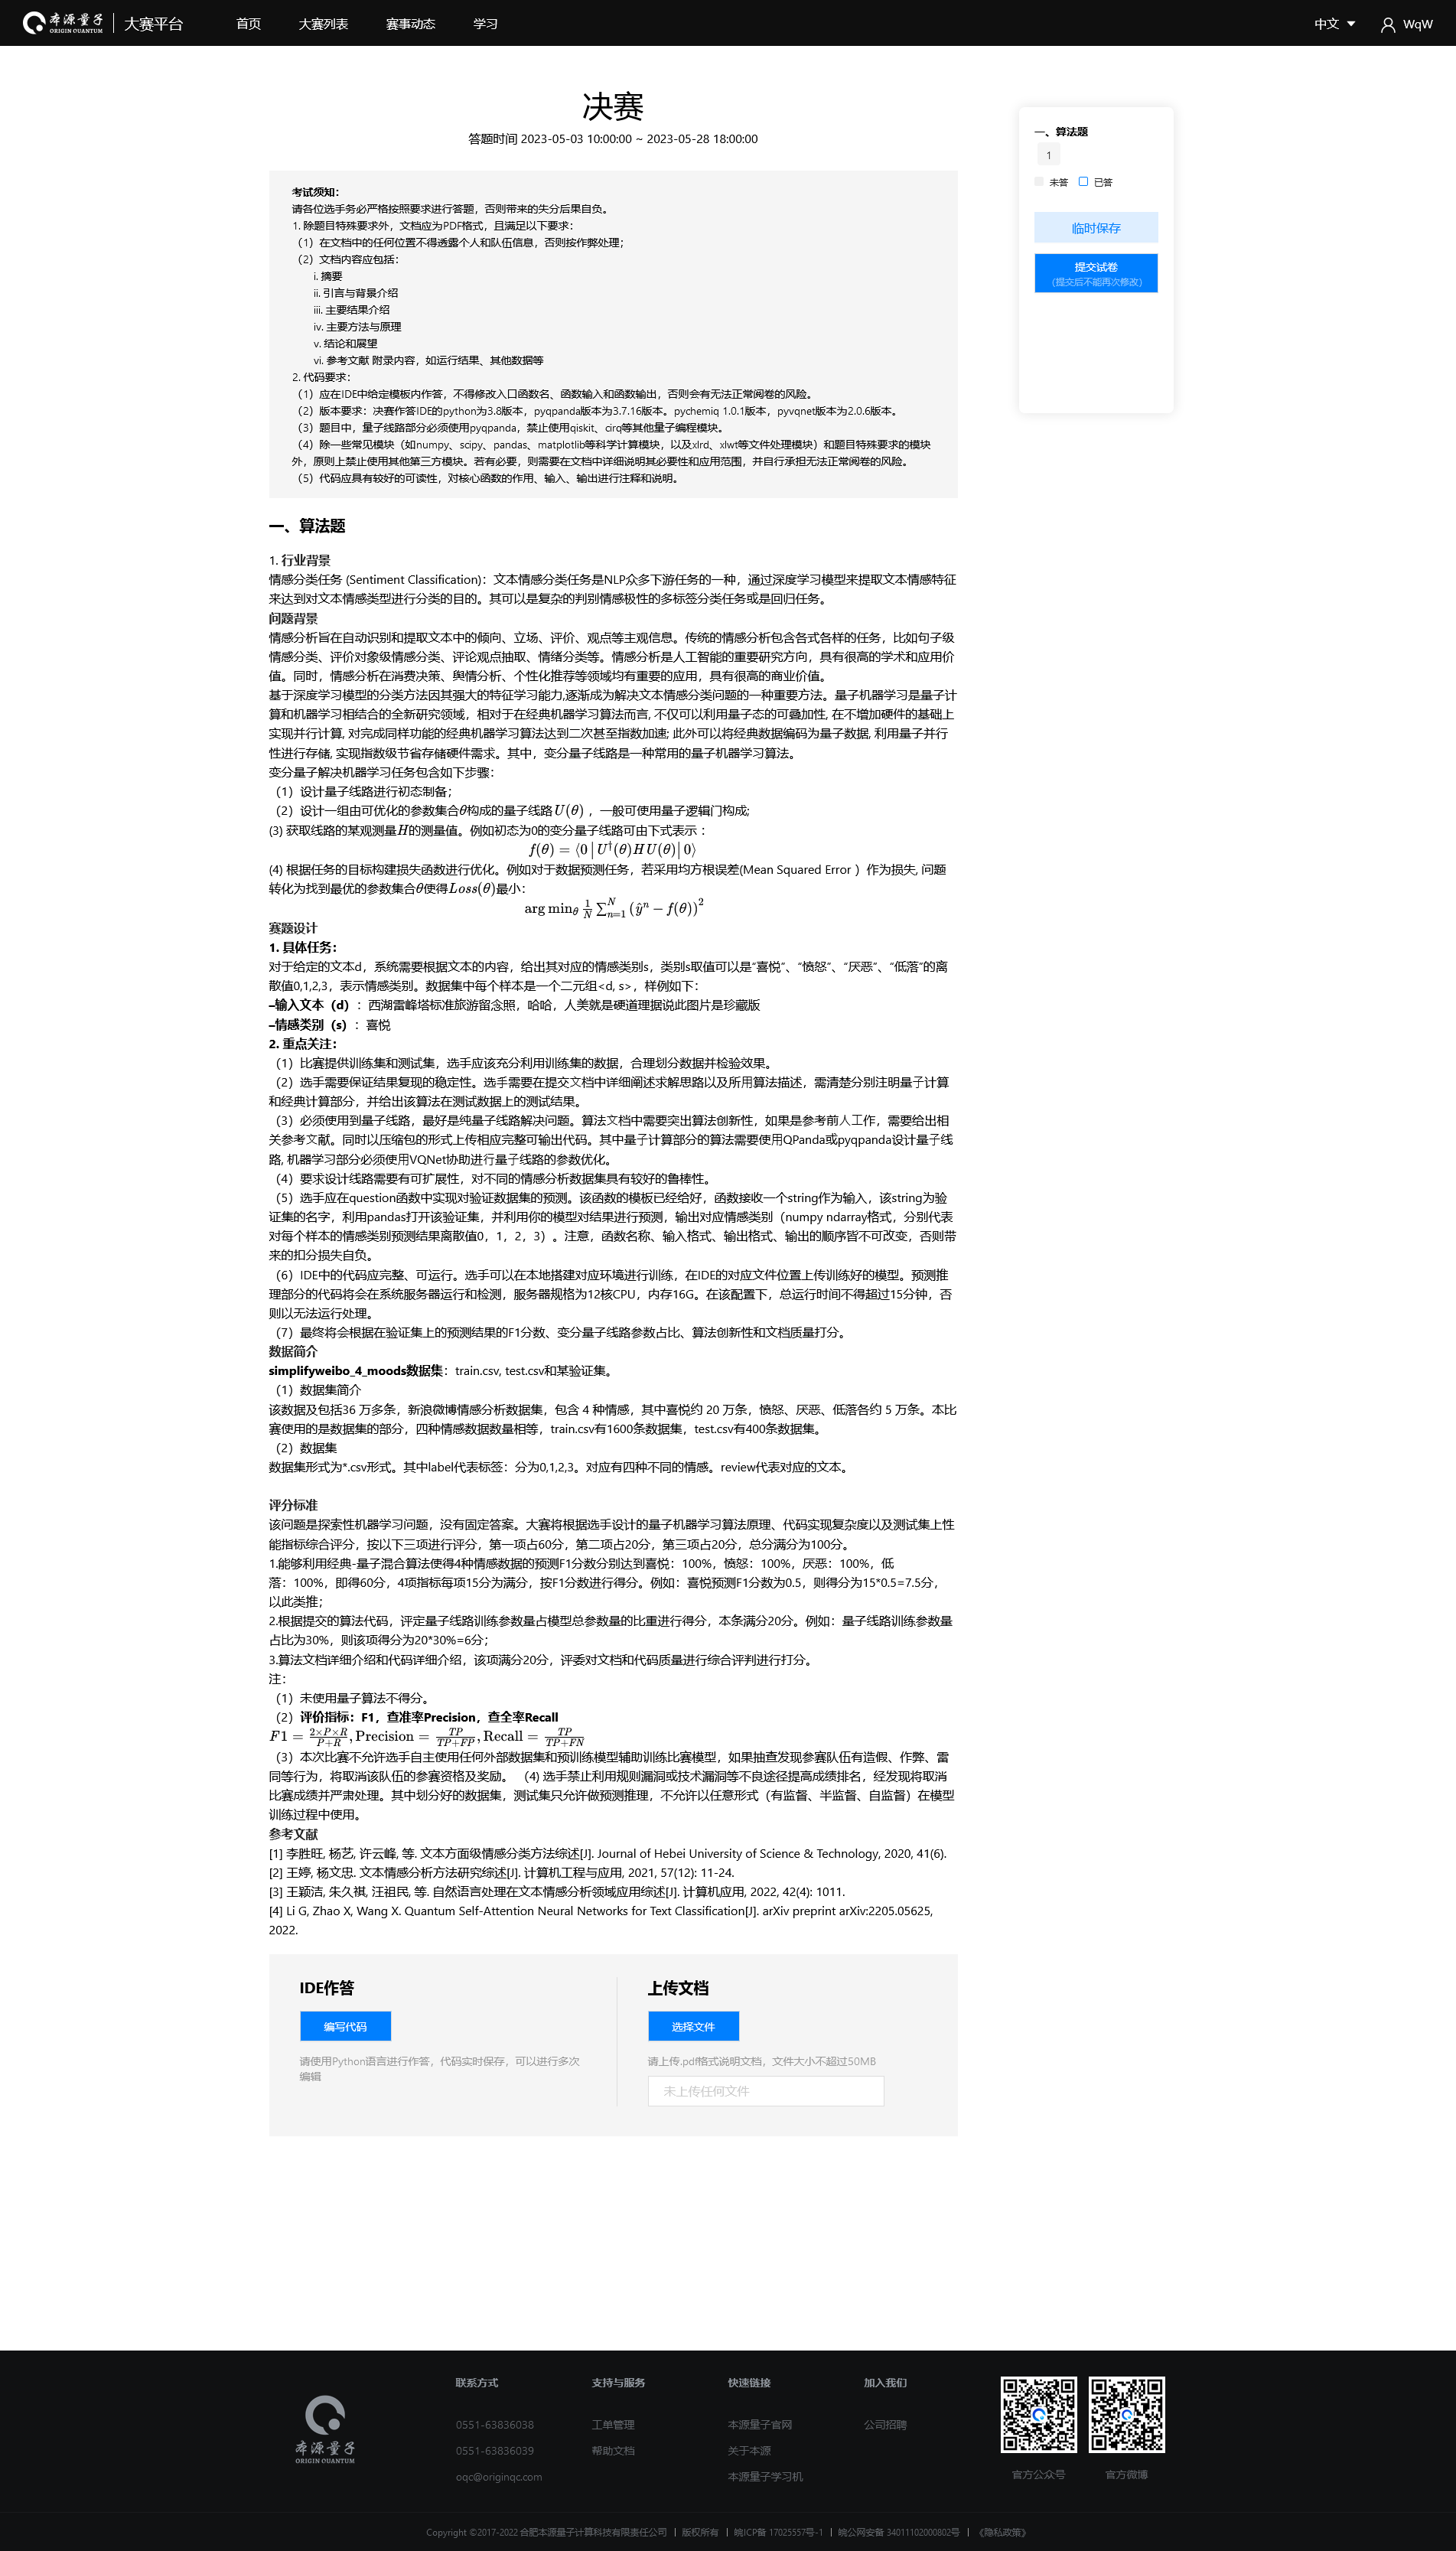 本源量子 ORIGIN QUANTUM 大赛平台 首页 大赛列表 赛事动态 学习 中文 WqW
决赛
答题时间 2023-05-03 10:00:00 ~ 2023-05-28 18:00:00
考试须知：
请各位选手务必严格按照要求进行答题，否则带来的失分后果自负。
1. 除题目特殊要求外，文档应为PDF格式，且满足以下要求：
（1）在文档中的任何位置不得透露个人和队伍信息，否则按作弊处理；
（2）文档内容应包括：
i. 摘要
ii. 引言与背景介绍
iii. 主要结果介绍
iv. 主要方法与原理
v. 结论和展望
vi. 参考文献 附录内容，如运行结果、其他数据等
2. 代码要求：
（1）应在IDE中给定模板内作答，不得修改入口函数名、函数输入和函数输出，否则会有无法正常阅卷的风险。
（2）版本要求：决赛作答IDE的python为3.8版本，pyqpanda版本为3.7.16版本。pychemiq 1.0.1版本，pyvqnet版本为2.0.6版本。
（3）题目中，量子线路部分必须使用pyqpanda，禁止使用qiskit、cirq等其他量子编程模块。
（4）除一些常见模块（如numpy、scipy、pandas、matplotlib等科学计算模块，以及xlrd、xlwt等文件处理模块）和题目特殊要求的模块
外，原则上禁止使用其他第三方模块。若有必要，则需要在文档中详细说明其必要性和应用范围，并自行承担无法正常阅卷的风险。
（5）代码应具有较好的可读性，对核心函数的作用、输入、输出进行注释和说明。
一、算法题
1
未答 已答
临时保存
提交试卷
（提交后不能再次修改）
一、算法题
1. 行业背景
情感分类任务 (Sentiment Classification)：文本情感分类任务是NLP众多下游任务的一种，通过深度学习模型来提取文本情感特征
来达到对文本情感类型进行分类的目的。其可以是复杂的判别情感极性的多标签分类任务或是回归任务。
问题背景
情感分析旨在自动识别和提取文本中的倾向、立场、评价、观点等主观信息。传统的情感分析包含各式各样的任务，比如句子级
情感分类、评价对象级情感分类、评论观点抽取、情绪分类等。情感分析是人工智能的重要研究方向，具有很高的学术和应用价
值。同时，情感分析在消费决策、舆情分析、个性化推荐等领域均有重要的应用，具有很高的商业价值。
基于深度学习模型的分类方法因其强大的特征学习能力,逐渐成为解决文本情感分类问题的一种重要方法。量子机器学习是量子计
算和机器学习相结合的全新研究领域，相对于在经典机器学习算法而言, 不仅可以利用量子态的可叠加性, 在不增加硬件的基础上
实现并行计算, 对完成同样功能的经典机器学习算法达到二次甚至指数加速; 此外可以将经典数据编码为量子数据, 利用量子并行
性进行存储, 实现指数级节省存储硬件需求。其中，变分量子线路是一种常用的量子机器学习算法。
变分量子解决机器学习任务包含如下步骤：
（1）设计量子线路进行初态制备；
（2）设计一组由可优化的参数集合θ构成的量子线路U(θ) ，一般可使用量子逻辑门构成;
(3) 获取线路的某观测量H的测量值。例如初态为0的变分量子线路可由下式表示 ：
f(θ) = ⟨0 | U†(θ)HU(θ) | 0⟩
(4) 根据任务的目标构建损失函数进行优化。例如对于数据预测任务，若采用均方根误差(Mean Squared Error ）作为损失, 问题
转化为找到最优的参数集合θ使得Loss(θ)最小：
arg min_θ 1/N ∑_{n=1}^{N} (ŷⁿ − f(θ))²
赛题设计
1. 具体任务：
对于给定的文本d，系统需要根据文本的内容，给出其对应的情感类别s，类别s取值可以是“喜悦”、“愤怒”、“厌恶”、“低落”的离
散值0,1,2,3，表示情感类别。数据集中每个样本是一个二元组<d, s>，样例如下：
–输入文本（d）：西湖雷峰塔标准旅游留念照，哈哈，人美就是硬道理据说此图片是珍藏版
–情感类别（s）：喜悦
2. 重点关注：
（1）比赛提供训练集和测试集，选手应该充分利用训练集的数据，合理划分数据并检验效果。
（2）选手需要保证结果复现的稳定性。选手需要在提交文档中详细阐述求解思路以及所用算法描述，需清楚分别注明量子计算
和经典计算部分，并给出该算法在测试数据上的测试结果。
（3）必须使用到量子线路，最好是纯量子线路解决问题。算法文档中需要突出算法创新性，如果是参考前人工作，需要给出相
关参考文献。同时以压缩包的形式上传相应完整可输出代码。其中量子计算部分的算法需要使用QPanda或pyqpanda设计量子线
路, 机器学习部分必须使用VQNet协助进行量子线路的参数优化。
（4）要求设计线路需要有可扩展性，对不同的情感分析数据集具有较好的鲁棒性。
（5）选手应在question函数中实现对验证数据集的预测。该函数的模板已经给好，函数接收一个string作为输入，该string为验
证集的名字，利用pandas打开该验证集，并利用你的模型对结果进行预测，输出对应情感类别（numpy ndarray格式，分别代表
对每个样本的情感类别预测结果离散值0，1，2，3）。注意，函数名称、输入格式、输出格式、输出的顺序皆不可改变，否则带
来的扣分损失自负。
（6）IDE中的代码应完整、可运行。选手可以在本地搭建对应环境进行训练，在IDE的对应文件位置上传训练好的模型。预测推
理部分的代码将会在系统服务器运行和检测，服务器规格为12核CPU，内存16G。在该配置下，总运行时间不得超过15分钟，否
则以无法运行处理。
（7）最终将会根据在验证集上的预测结果的F1分数、变分量子线路参数占比、算法创新性和文档质量打分。
数据简介
simplifyweibo_4_moods数据集：train.csv, test.csv和某验证集。
（1）数据集简介
该数据及包括36 万多条，新浪微博情感分析数据集，包含 4 种情感，其中喜悦约 20 万条，愤怒、厌恶、低落各约 5 万条。本比
赛使用的是数据集的部分，四种情感数据数量相等，train.csv有1600条数据集，test.csv有400条数据集。
（2）数据集
数据集形式为*.csv形式。其中label代表标签：分为0,1,2,3。对应有四种不同的情感。review代表对应的文本。
评分标准
该问题是探索性机器学习问题，没有固定答案。大赛将根据选手设计的量子机器学习算法原理、代码实现复杂度以及测试集上性
能指标综合评分，按以下三项进行评分，第一项占60分，第二项占20分，第三项占20分，总分满分为100分。
1.能够利用经典-量子混合算法使得4种情感数据的预测F1分数分别达到喜悦：100%，愤怒：100%，厌恶：100%，低
落：100%，即得60分，4项指标每项15分为满分，按F1分数进行得分。例如：喜悦预测F1分数为0.5，则得分为15*0.5=7.5分，
以此类推；
2.根据提交的算法代码，评定量子线路训练参数量占模型总参数量的比重进行得分，本条满分20分。例如：量子线路训练参数量
占比为30%，则该项得分为20*30%=6分；
3.算法文档详细介绍和代码详细介绍，该项满分20分，评委对文档和代码质量进行综合评判进行打分。
注：
（1）未使用量子算法不得分。
（2）评价指标：F1，查准率Precision，查全率Recall
F1 = 2×P×R/P+R, Precision = TP/TP+FP, Recall = TP/TP+FN
（3）本次比赛不允许选手自主使用任何外部数据集和预训练模型辅助训练比赛模型，如果抽查发现参赛队伍有造假、作弊、雷
同等行为，将取消该队伍的参赛资格及奖励。 （4) 选手禁止利用规则漏洞或技术漏洞等不良途径提高成绩排名，经发现将取消
比赛成绩并严肃处理。其中划分好的数据集，测试集只允许做预测推理，不允许以任意形式（有监督、半监督、自监督）在模型
训练过程中使用。
参考文献
[1] 李胜旺, 杨艺, 许云峰, 等. 文本方面级情感分类方法综述[J]. Journal of Hebei University of Science & Technology, 2020, 41(6).
[2] 王婷, 杨文忠. 文本情感分析方法研究综述[J]. 计算机工程与应用, 2021, 57(12): 11-24.
[3] 王颖洁, 朱久祺, 汪祖民, 等. 自然语言处理在文本情感分析领域应用综述[J]. 计算机应用, 2022, 42(4): 1011.
[4] Li G, Zhao X, Wang X. Quantum Self-Attention Neural Networks for Text Classification[J]. arXiv preprint arXiv:2205.05625,
2022.
IDE作答
编写代码
请使用Python语言进行作答，代码实时保存，可以进行多次
编辑
上传文档
选择文件
请上传.pdf格式说明文档，文件大小不超过50MB
未上传任何文件
本源量子
ORIGIN QUANTUM
联系方式
0551-63836038
0551-63836039
oqc@originqc.com
支持与服务
工单管理
帮助文档
快速链接
本源量子官网
关于本源
本源量子学习机
加入我们
公司招聘
官方公众号 官方微博
Copyright ©2017-2022 合肥本源量子计算科技有限责任公司 | 版权所有 | 皖ICP备 17025557号-1 | 皖公网安备 34011102000802号 | 《隐私政策》